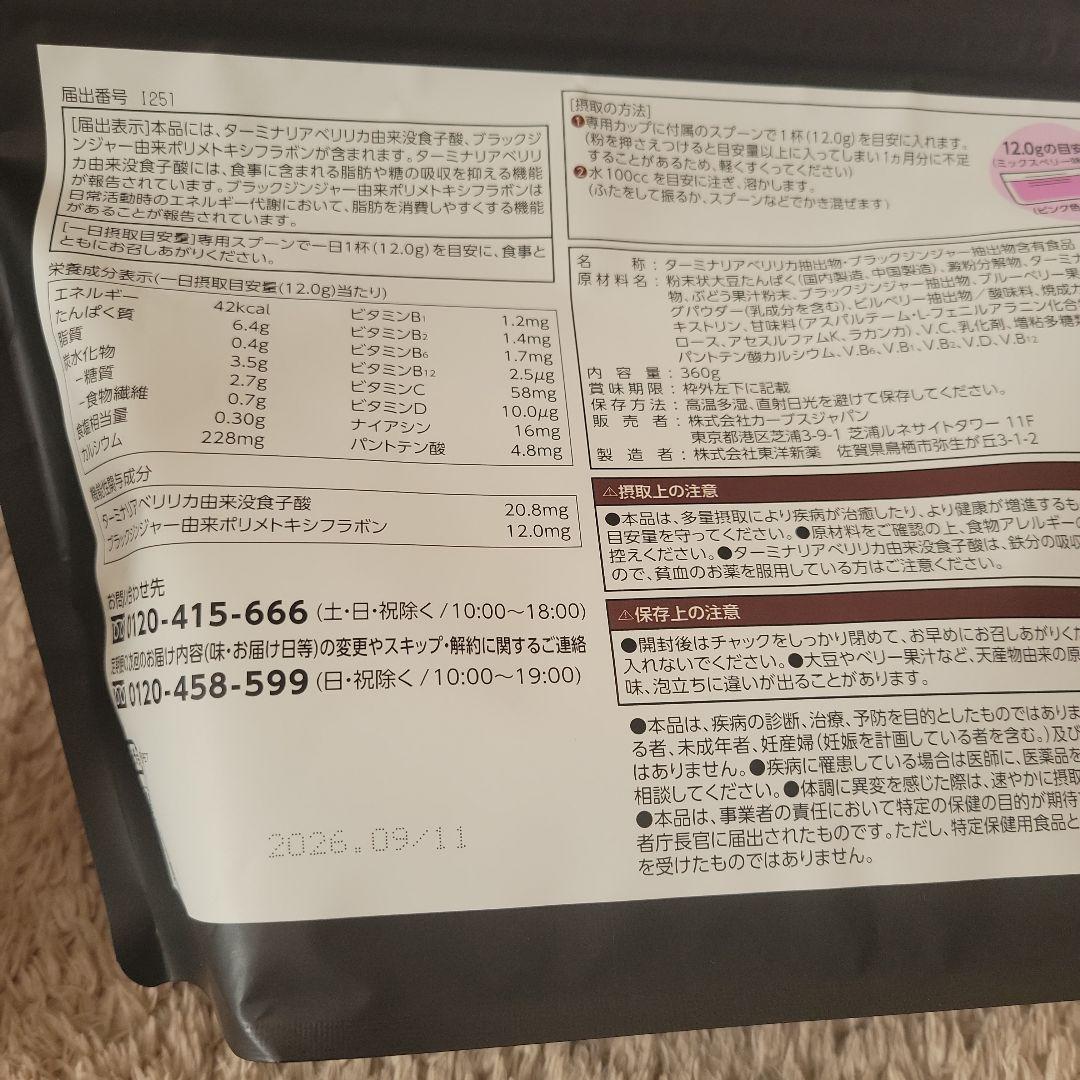 届出番号 I251
[届出表示]本品には、ターミナリアベリリカ由来没食子酸、ブラックジ
ンジャー由来ポリメトキシフラボンが含まれます。ターミナリアベリリ
カ由来没食子酸には、食事に含まれる脂肪や糖の吸収を抑える機能
が報告されています。ブラックジンジャー由来ポリメトキシフラボンは
日常活動時のエネルギー代謝において、脂肪を消費しやすくする機能
があることが報告されています。
[一日摂取目安量]専用スプーンで一日1杯(12.0g)を目安に、食事と
ともにお召しあがりください。
栄養成分表示(一日摂取目安量(12.0g)当たり)
エネルギー 42kcal
たんぱく質 6.4g
脂質 0.4g
炭水化物 3.5g
-糖質 2.7g
-食物繊維 0.7g
食塩相当量 0.30g
カルシウム 228mg
ビタミンB1 1.2mg
ビタミンB2 1.4mg
ビタミンB6 1.7mg
ビタミンB12 2.5μg
ビタミンC 58mg
ビタミンD 10.0μg
ナイアシン 16mg
パントテン酸 4.8mg
機能性関与成分
ターミナリアベリリカ由来没食子酸 20.8mg
ブラックジンジャー由来ポリメトキシフラボン 12.0mg
お問い合わせ先
0120-415-666 (土・日・祝除く/10:00〜18:00)
定期便の次回のお届け内容(味・お届け日等)の変更やスキップ・解約に関するご連絡
0120-458-599 (日・祝除く/10:00〜19:00)
2026.09/11
[摂取の方法]
❶専用カップに付属のスプーンで1杯(12.0g)を目安に入れます。
(粉を押さえつけると目安量以上に入ってしまい1ヵ月分に不足
することがあるため、軽くすくってください)
❷水100ccを目安に注ぎ、溶かします。
(ふたをして振るか、スプーンなどでかき混ぜます)
12.0gの目安
(ミックスベリー味
(ピンク色
名称:ターミナリアベリリカ抽出物・ブラックジンジャー抽出物含有食品
原材料名:粉末状大豆たんぱく(国内製造、中国製造)、澱粉分解物、ターミナ
物、ぶどう果汁粉末、ブラックジンジャー抽出物、ブルーベリー果
グパウダー(乳成分を含む)、ビルベリー抽出物/酸味料、焼成カ
キストリン、甘味料(アスパルテーム・L-フェニルアラニン化合
ロース、アセスルファムK、ラカンカ)、V.C、乳化剤、増粘多糖
パントテン酸カルシウム、V.B6、V.B1、V.B2、V.D、V.B12
内容量:360g
賞味期限:枠外左下に記載
保存方法:高温多湿、直射日光を避けて保存してください。
販売者:株式会社カーブスジャパン
東京都港区芝浦3-9-1 芝浦ルネサイトタワー 11F
製造者:株式会社東洋新薬 佐賀県鳥栖市弥生が丘3-1-2
⚠摂取上の注意
●本品は、多量摂取により疾病が治癒したり、より健康が増進するも
目安量を守ってください。●原材料をご確認の上、食物アレルギーの
控えください。●ターミナリアベリリカ由来没食子酸は、鉄分の吸収
ので、貧血のお薬を服用している方はご注意ください。
⚠保存上の注意
●開封後はチャックをしっかり閉めて、お早めにお召しあがりくだ
入れないでください。●大豆やベリー果汁など、天産物由来の原
味、泡立ちに違いが出ることがあります。
●本品は、疾病の診断、治療、予防を目的としたものではありま
る者、未成年者、妊産婦(妊娠を計画している者を含む。)及び
はありません。●疾病に罹患している場合は医師に、医薬品を
相談してください。●体調に異変を感じた際は、速やかに摂取
●本品は、事業者の責任において特定の保健の目的が期待
者庁長官に届出されたものです。ただし、特定保健用食品と
を受けたものではありません。